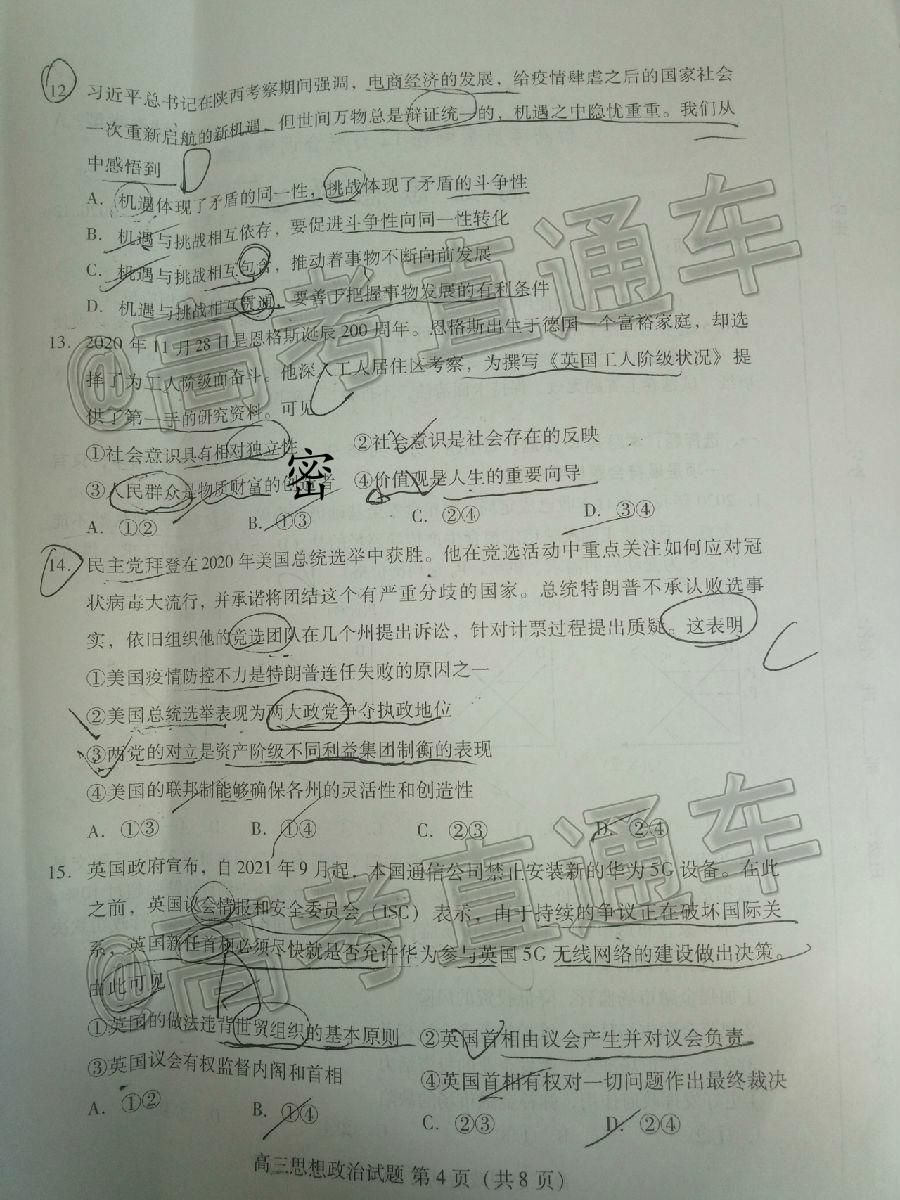 12 习近平总书记在陕西考察期间强调，电商经济的发展，给疫情肆虐之后的国家社会
一次重新启航的新机遇，但世间万物总是辩证统一的，机遇之中隐忧重重。我们从
中感悟到
A. 机遇体现了矛盾的同一性，挑战体现了矛盾的斗争性
B. 机遇与挑战相互依存，要促进斗争性向同一性转化
C. 机遇与挑战相互包含，推动着事物不断向前发展
D. 机遇与挑战相互贯通，要善于把握事物发展的有利条件
13. 2020年11月28日是恩格斯诞辰200周年。恩格斯出生于德国一个富裕家庭，却选
择了为工人阶级而奋斗。他深入工人居住区考察，为撰写《英国工人阶级状况》提
供了第一手的研究资料。可见
①社会意识具有相对独立性 ②社会意识是社会存在的反映
③人民群众是物质财富的创造者 ④价值观是人生的重要向导
密
A. ①② B. ①③ C. ②④ D. ③④
14. 民主党拜登在2020年美国总统选举中获胜。他在竞选活动中重点关注如何应对冠
状病毒大流行，并承诺将团结这个有严重分歧的国家。总统特朗普不承认败选事
实，依旧组织他的竞选团队在几个州提出诉讼，针对计票过程提出质疑。这表明
①美国疫情防控不力是特朗普连任失败的原因之一
②美国总统选举表现为两大政党争夺执政地位
③两党的对立是资产阶级不同利益集团制衡的表现
④美国的联邦制能够确保各州的灵活性和创造性
A. ①③ B. ①④ C. ②③ D. ②④
15. 英国政府宣布，自2021年9月起，本国通信公司禁止安装新的华为5G设备。在此
之前，英国议会情报和安全委员会（ISC）表示，由于持续的争议正在破坏国际关
系，英国新任首相必须尽快就是否允许华为参与英国5G无线网络的建设做出决策。
由此可见
①英国的做法违背世贸组织的基本原则 ②英国首相由议会产生并对议会负责
③英国议会有权监督内阁和首相 ④英国首相有权对一切问题作出最终裁决
A. ①② B. ①④ C. ②③ D. ②④
高三思想政治试题 第4页（共8页）
@高考直通车
@高考直通车